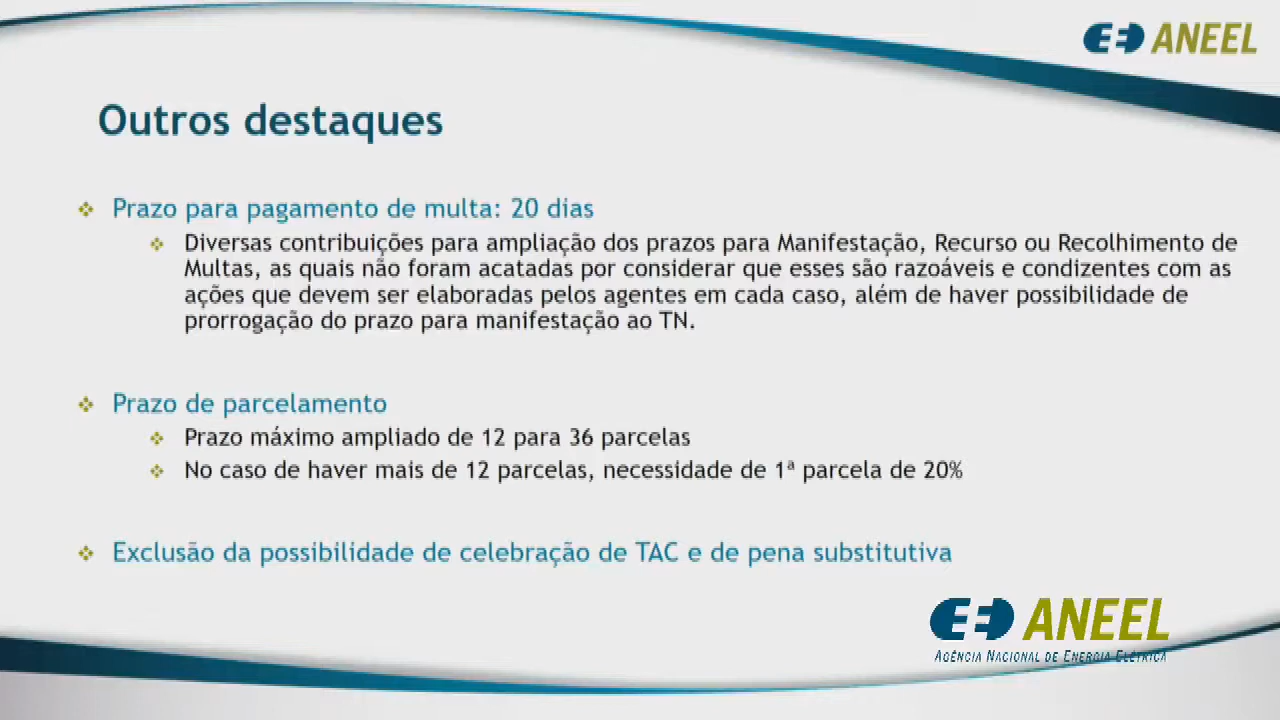 ANEEL
Outros destaques
Prazo para pagamento de multa: 20 dias
Diversas contribuições para ampliação dos prazos para Manifestação, Recurso ou Recolhimento de
Multas, as quais não foram acatadas por considerar que esses são razoáveis e condizentes com as
ações que devem ser elaboradas pelos agentes em cada caso, além de haver possibilidade de
prorrogação do prazo para manifestação ao TN.
Prazo de parcelamento
Prazo máximo ampliado de 12 para 36 parcelas
No caso de haver mais de 12 parcelas, necessidade de 1ª parcela de 20%
Exclusão da possibilidade de celebração de TAC e de pena substitutiva
ANEEL
AGÊNCIA NACIONAL DE ENERGIA ELÉTRICA